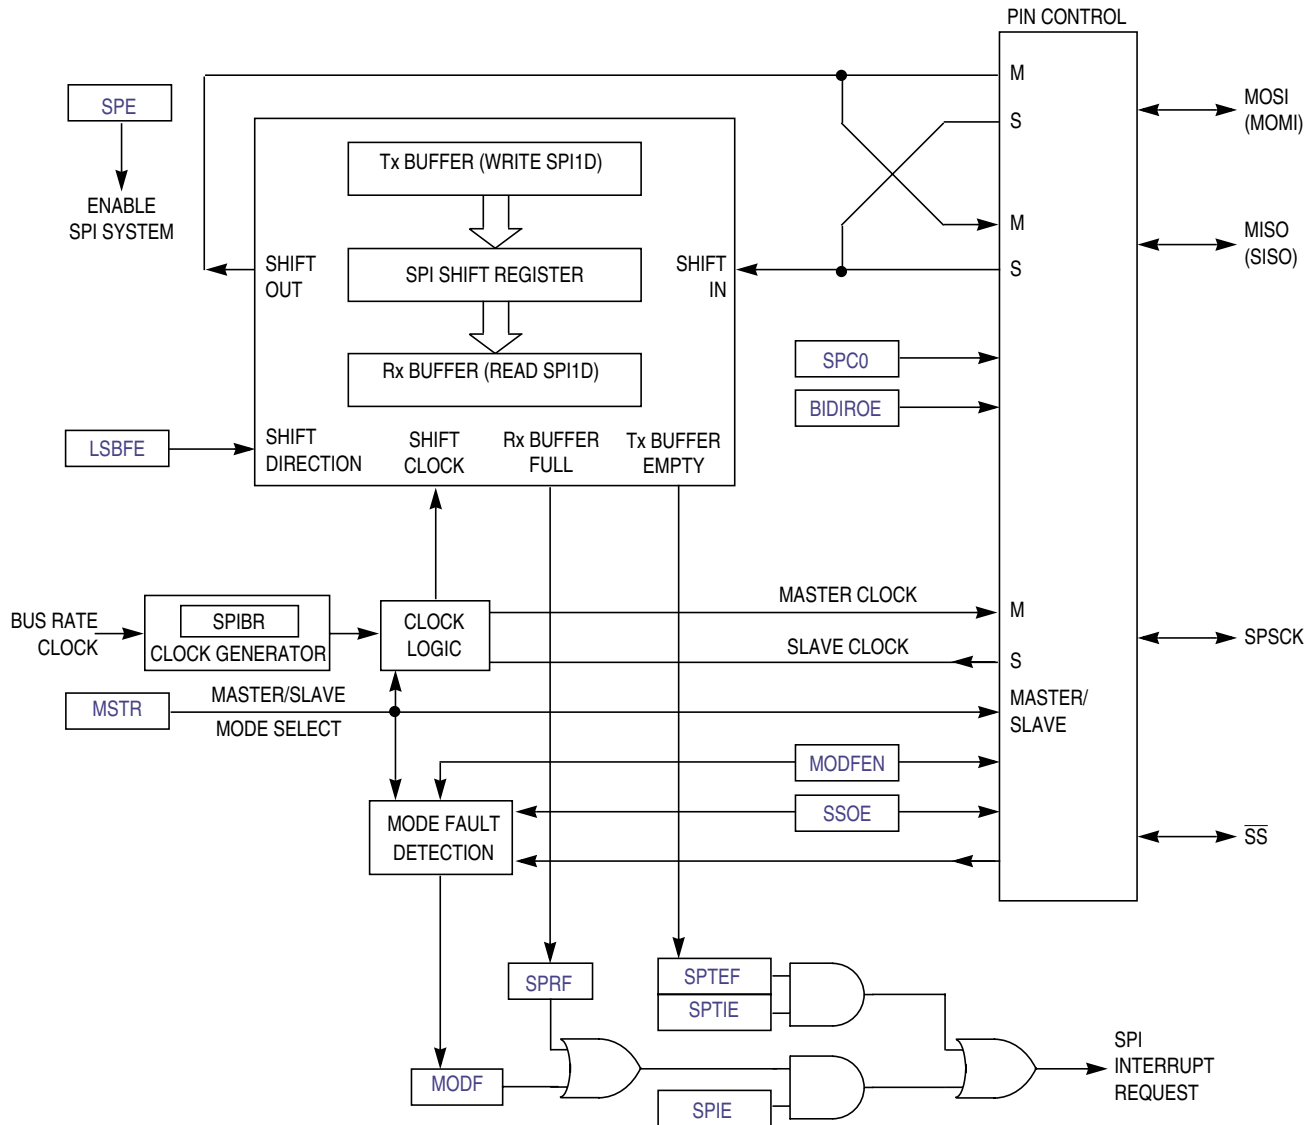 PIN CONTROL
M
MOSI
(MOMI)
S
SPE
ENABLE
SPI SYSTEM
Tx BUFFER (WRITE SPI1D)
M
MISO
(SISO)
S
SHIFT
OUT
SPI SHIFT REGISTER
SHIFT
IN
Rx BUFFER (READ SPI1D)
SPC0
BIDIROE
LSBFE
SHIFT
DIRECTION
SHIFT
CLOCK
Rx BUFFER
FULL
Tx BUFFER
EMPTY
BUS RATE
CLOCK
SPIBR
CLOCK GENERATOR
CLOCK
LOGIC
MASTER CLOCK
M
SLAVE CLOCK
S
SPSCK
MSTR
MASTER/SLAVE
MODE SELECT
MASTER/
SLAVE
MODFEN
SSOE
MODE FAULT
DETECTION
SS
SPRF
SPTEF
SPTIE
MODF
SPIE
SPI
INTERRUPT
REQUEST